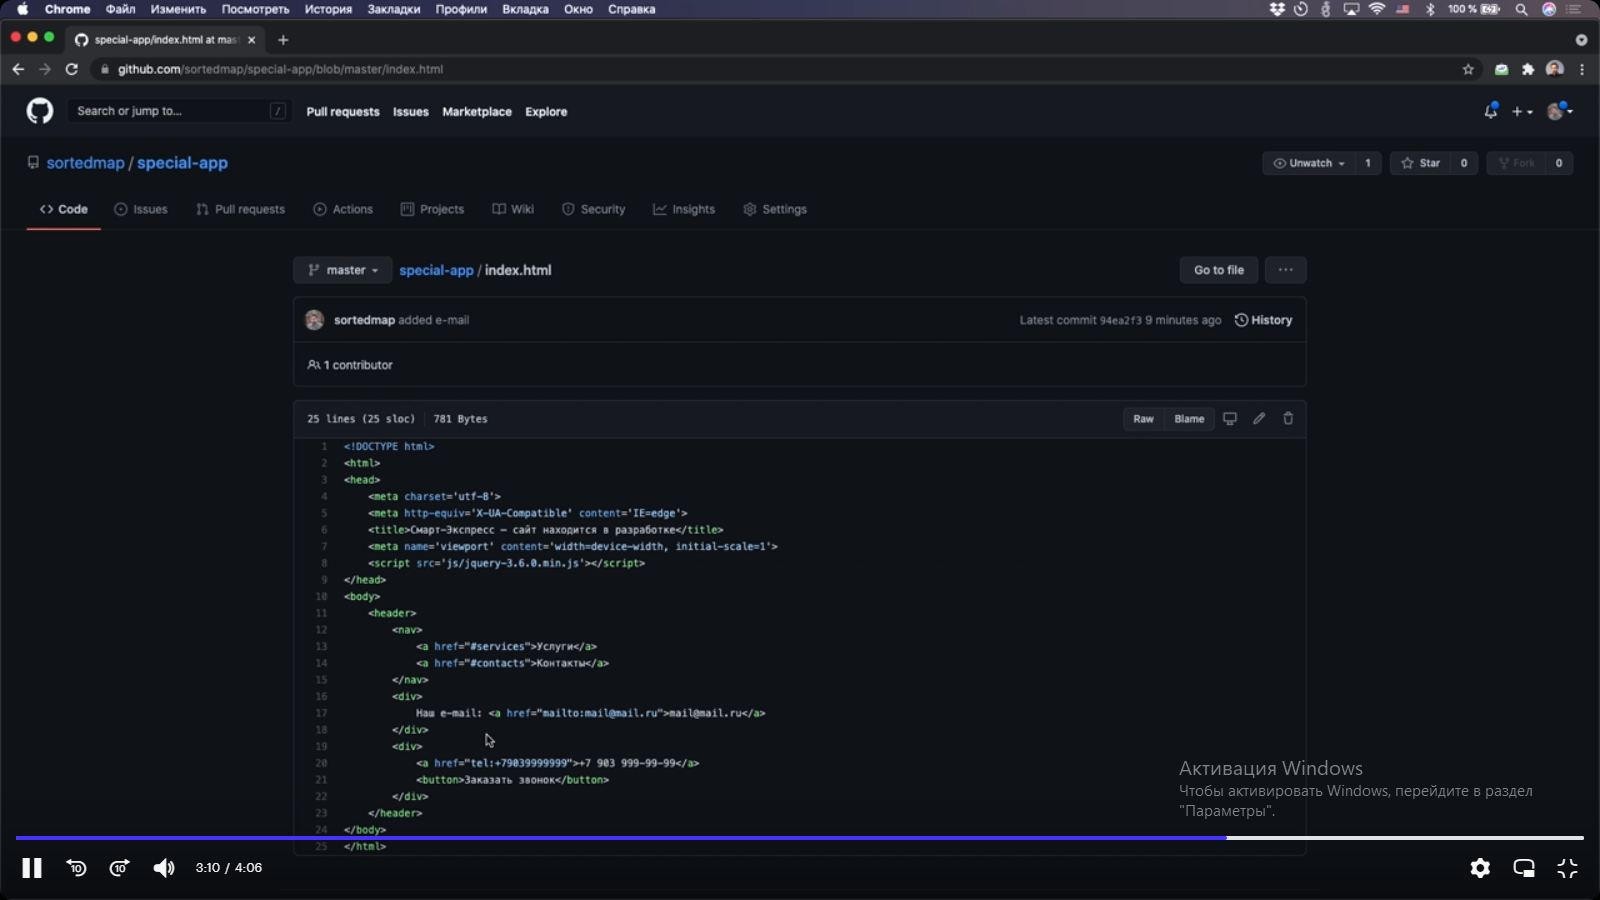 Chrome Файл Изменить Посмотреть История Закладки Профили Вкладка Окно Справка 100 %
special-app/index.html at mas
github.com/sortedmap/special-app/blob/master/index.html
Search or jump to... / Pull requests Issues Marketplace Explore
sortedmap / special-app Unwatch 1 Star 0 Fork 0
Code Issues Pull requests Actions Projects Wiki Security Insights Settings
master special-app / index.html Go to file ...
sortedmap added e-mail Latest commit 94ea2f3 9 minutes ago History
1 contributor
25 lines (25 sloc) 781 Bytes Raw Blame
1 <!DOCTYPE html>
2 <html>
3 <head>
4 <meta charset='utf-8'>
5 <meta http-equiv='X-UA-Compatible' content='IE=edge'>
6 <title>Смарт-Экспресс – сайт находится в разработке</title>
7 <meta name='viewport' content='width=device-width, initial-scale=1'>
8 <script src='js/jquery-3.6.0.min.js'></script>
9 </head>
10 <body>
11 <header>
12 <nav>
13 <a href="#services">Услуги</a>
14 <a href="#contacts">Контакты</a>
15 </nav>
16 <div>
17 Наш e-mail: <a href="mailto:mail@mail.ru">mail@mail.ru</a>
18 </div>
19 <div>
20 <a href="tel:+79039999999">+7 903 999-99-99</a>
21 <button>Заказать звонок</button>
22 </div>
23 </header>
24 </body>
25 </html>
Активация Windows
Чтобы активировать Windows, перейдите в раздел
"Параметры".
10 10 3:10 / 4:06